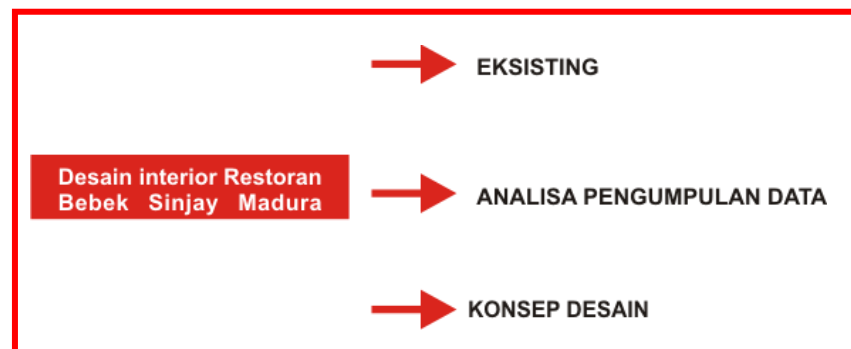 EKSISTING
Desain interior Restoran
Bebek Sinjay Madura
ANALISA PENGUMPULAN DATA
KONSEP DESAIN